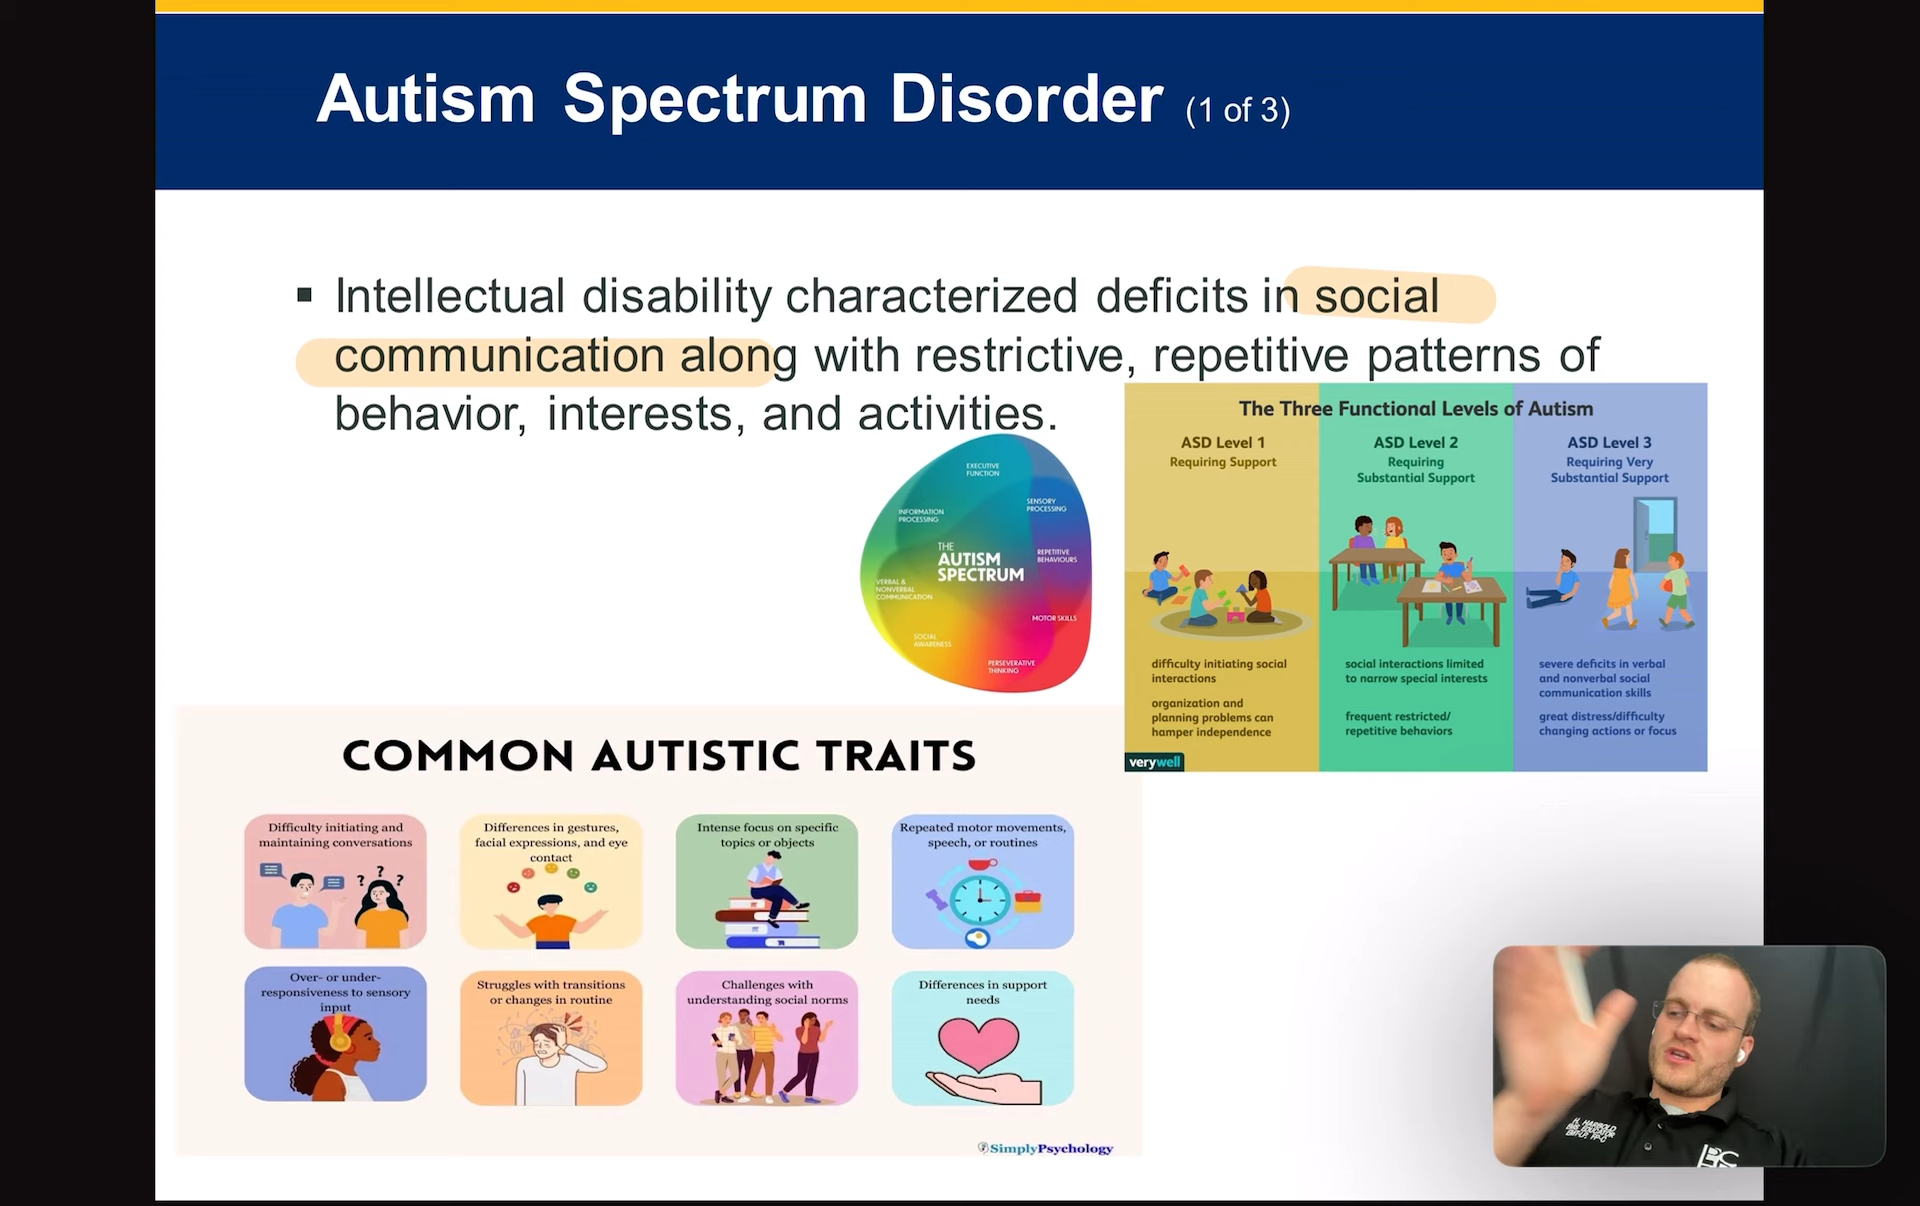 Autism Spectrum Disorder (1 of 3)
▪ Intellectual disability characterized deficits in social
communication along with restrictive, repetitive patterns of
behavior, interests, and activities.
The Three Functional Levels of Autism
ASD Level 1
Requiring Support
difficulty initiating social
interactions
organization and
planning problems can
hamper independence
ASD Level 2
Requiring
Substantial Support
social interactions limited
to narrow special interests
frequent restricted/
repetitive behaviors
ASD Level 3
Requiring Very
Substantial Support
severe deficits in verbal
and nonverbal social
communication skills
great distress/difficulty
changing actions or focus
verywell
EXECUTIVE
FUNCTION
SENSORY
PROCESSING
INFORMATION
PROCESSING
THE
AUTISM
SPECTRUM
REPETITIVE
BEHAVIOURS
VERBAL &
NONVERBAL
COMMUNICATION
MOTOR SKILLS
SOCIAL
AWARENESS
PERSEVERATIVE
THINKING
COMMON AUTISTIC TRAITS
Difficulty initiating and
maintaining conversations
Differences in gestures,
facial expressions, and eye
contact
Intense focus on specific
topics or objects
Repeated motor movements,
speech, or routines
Over- or under-
responsiveness to sensory
input
Struggles with transitions
or changes in routine
Challenges with
understanding social norms
Differences in support
needs
SimplyPsychology
H. HARBOLD
EMS EDUCATOR